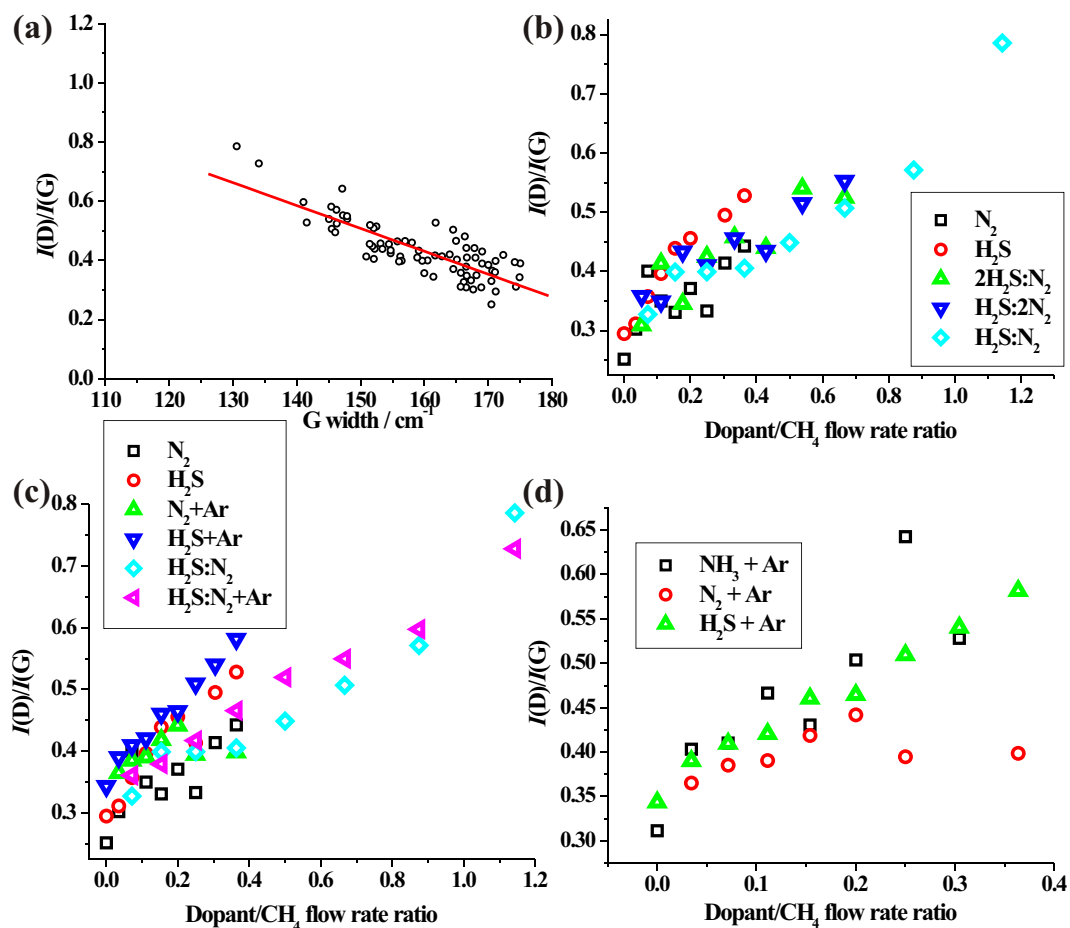 (a)
I(D)/I(G)
1.2
1.0
0.8
0.6
0.4
0.2
0.0
110 120 130 140 150 160 170 180
G width / cm⁻¹
(b)
I(D)/I(G)
0.8
0.7
0.6
0.5
0.4
0.3
0.0 0.2 0.4 0.6 0.8 1.0 1.2
Dopant/CH₄ flow rate ratio
N₂
H₂S
2H₂S:N₂
H₂S:2N₂
H₂S:N₂
(c)
I(D)/I(G)
0.8
0.7
0.6
0.5
0.4
0.3
0.0 0.2 0.4 0.6 0.8 1.0 1.2
Dopant/CH₄ flow rate ratio
N₂
H₂S
N₂+Ar
H₂S+Ar
H₂S:N₂
H₂S:N₂+Ar
(d)
I(D)/I(G)
0.65
0.60
0.55
0.50
0.45
0.40
0.35
0.30
0.0 0.1 0.2 0.3 0.4
Dopant/CH₄ flow rate ratio
NH₃ + Ar
N₂ + Ar
H₂S + Ar